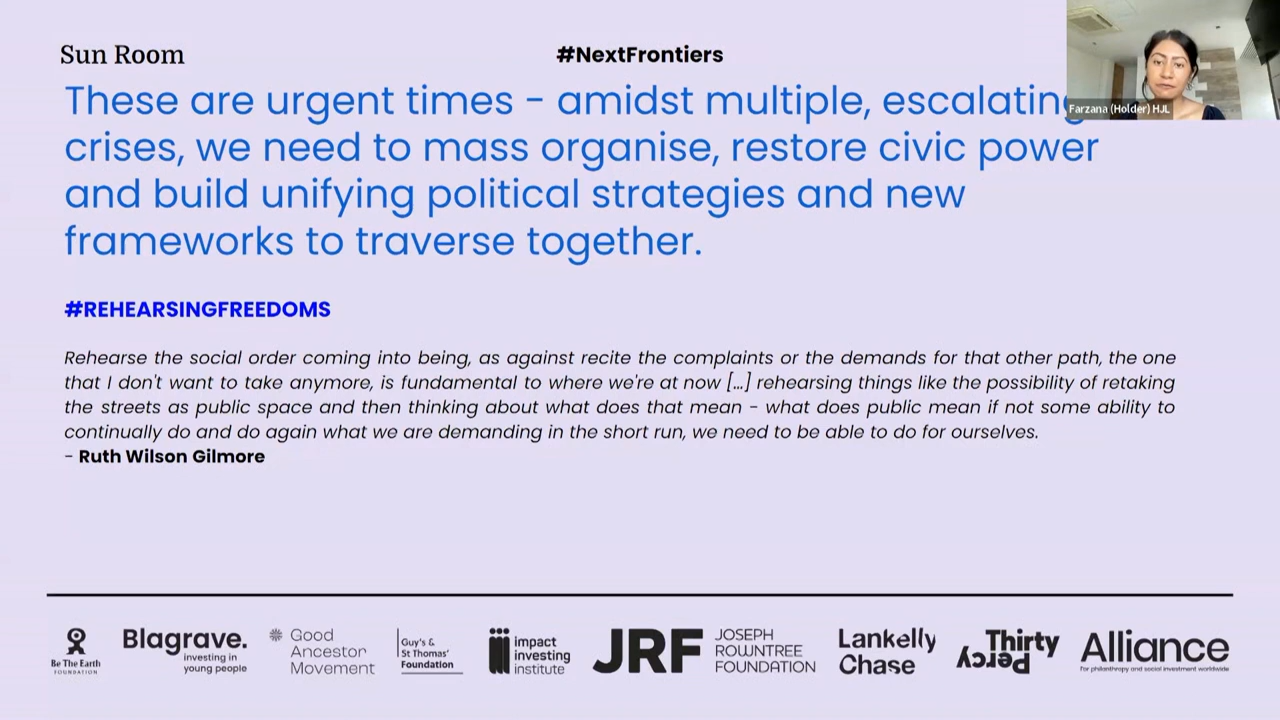 Sun Room
#NextFrontiers
Farzana (Holder) HJL
These are urgent times - amidst multiple, escalating
crises, we need to mass organise, restore civic power
and build unifying political strategies and new
frameworks to traverse together.
#REHEARSINGFREEDOMS
Rehearse the social order coming into being, as against recite the complaints or the demands for that other path, the one
that I don't want to take anymore, is fundamental to where we're at now [...] rehearsing things like the possibility of retaking
the streets as public space and then thinking about what does that mean - what does public mean if not some ability to
continually do and do again what we are demanding in the short run, we need to be able to do for ourselves.
- Ruth Wilson Gilmore
Be The Earth
FOUNDATION
Blagrave.
investing in
young people
Good
Ancestor
Movement
Guy's &
St Thomas'
Foundation
impact
investing
institute
JRF
JOSEPH
ROWNTREE
FOUNDATION
Lankelly
Chase
Thirty
Percy
Alliance
For philanthropy and social investment worldwide